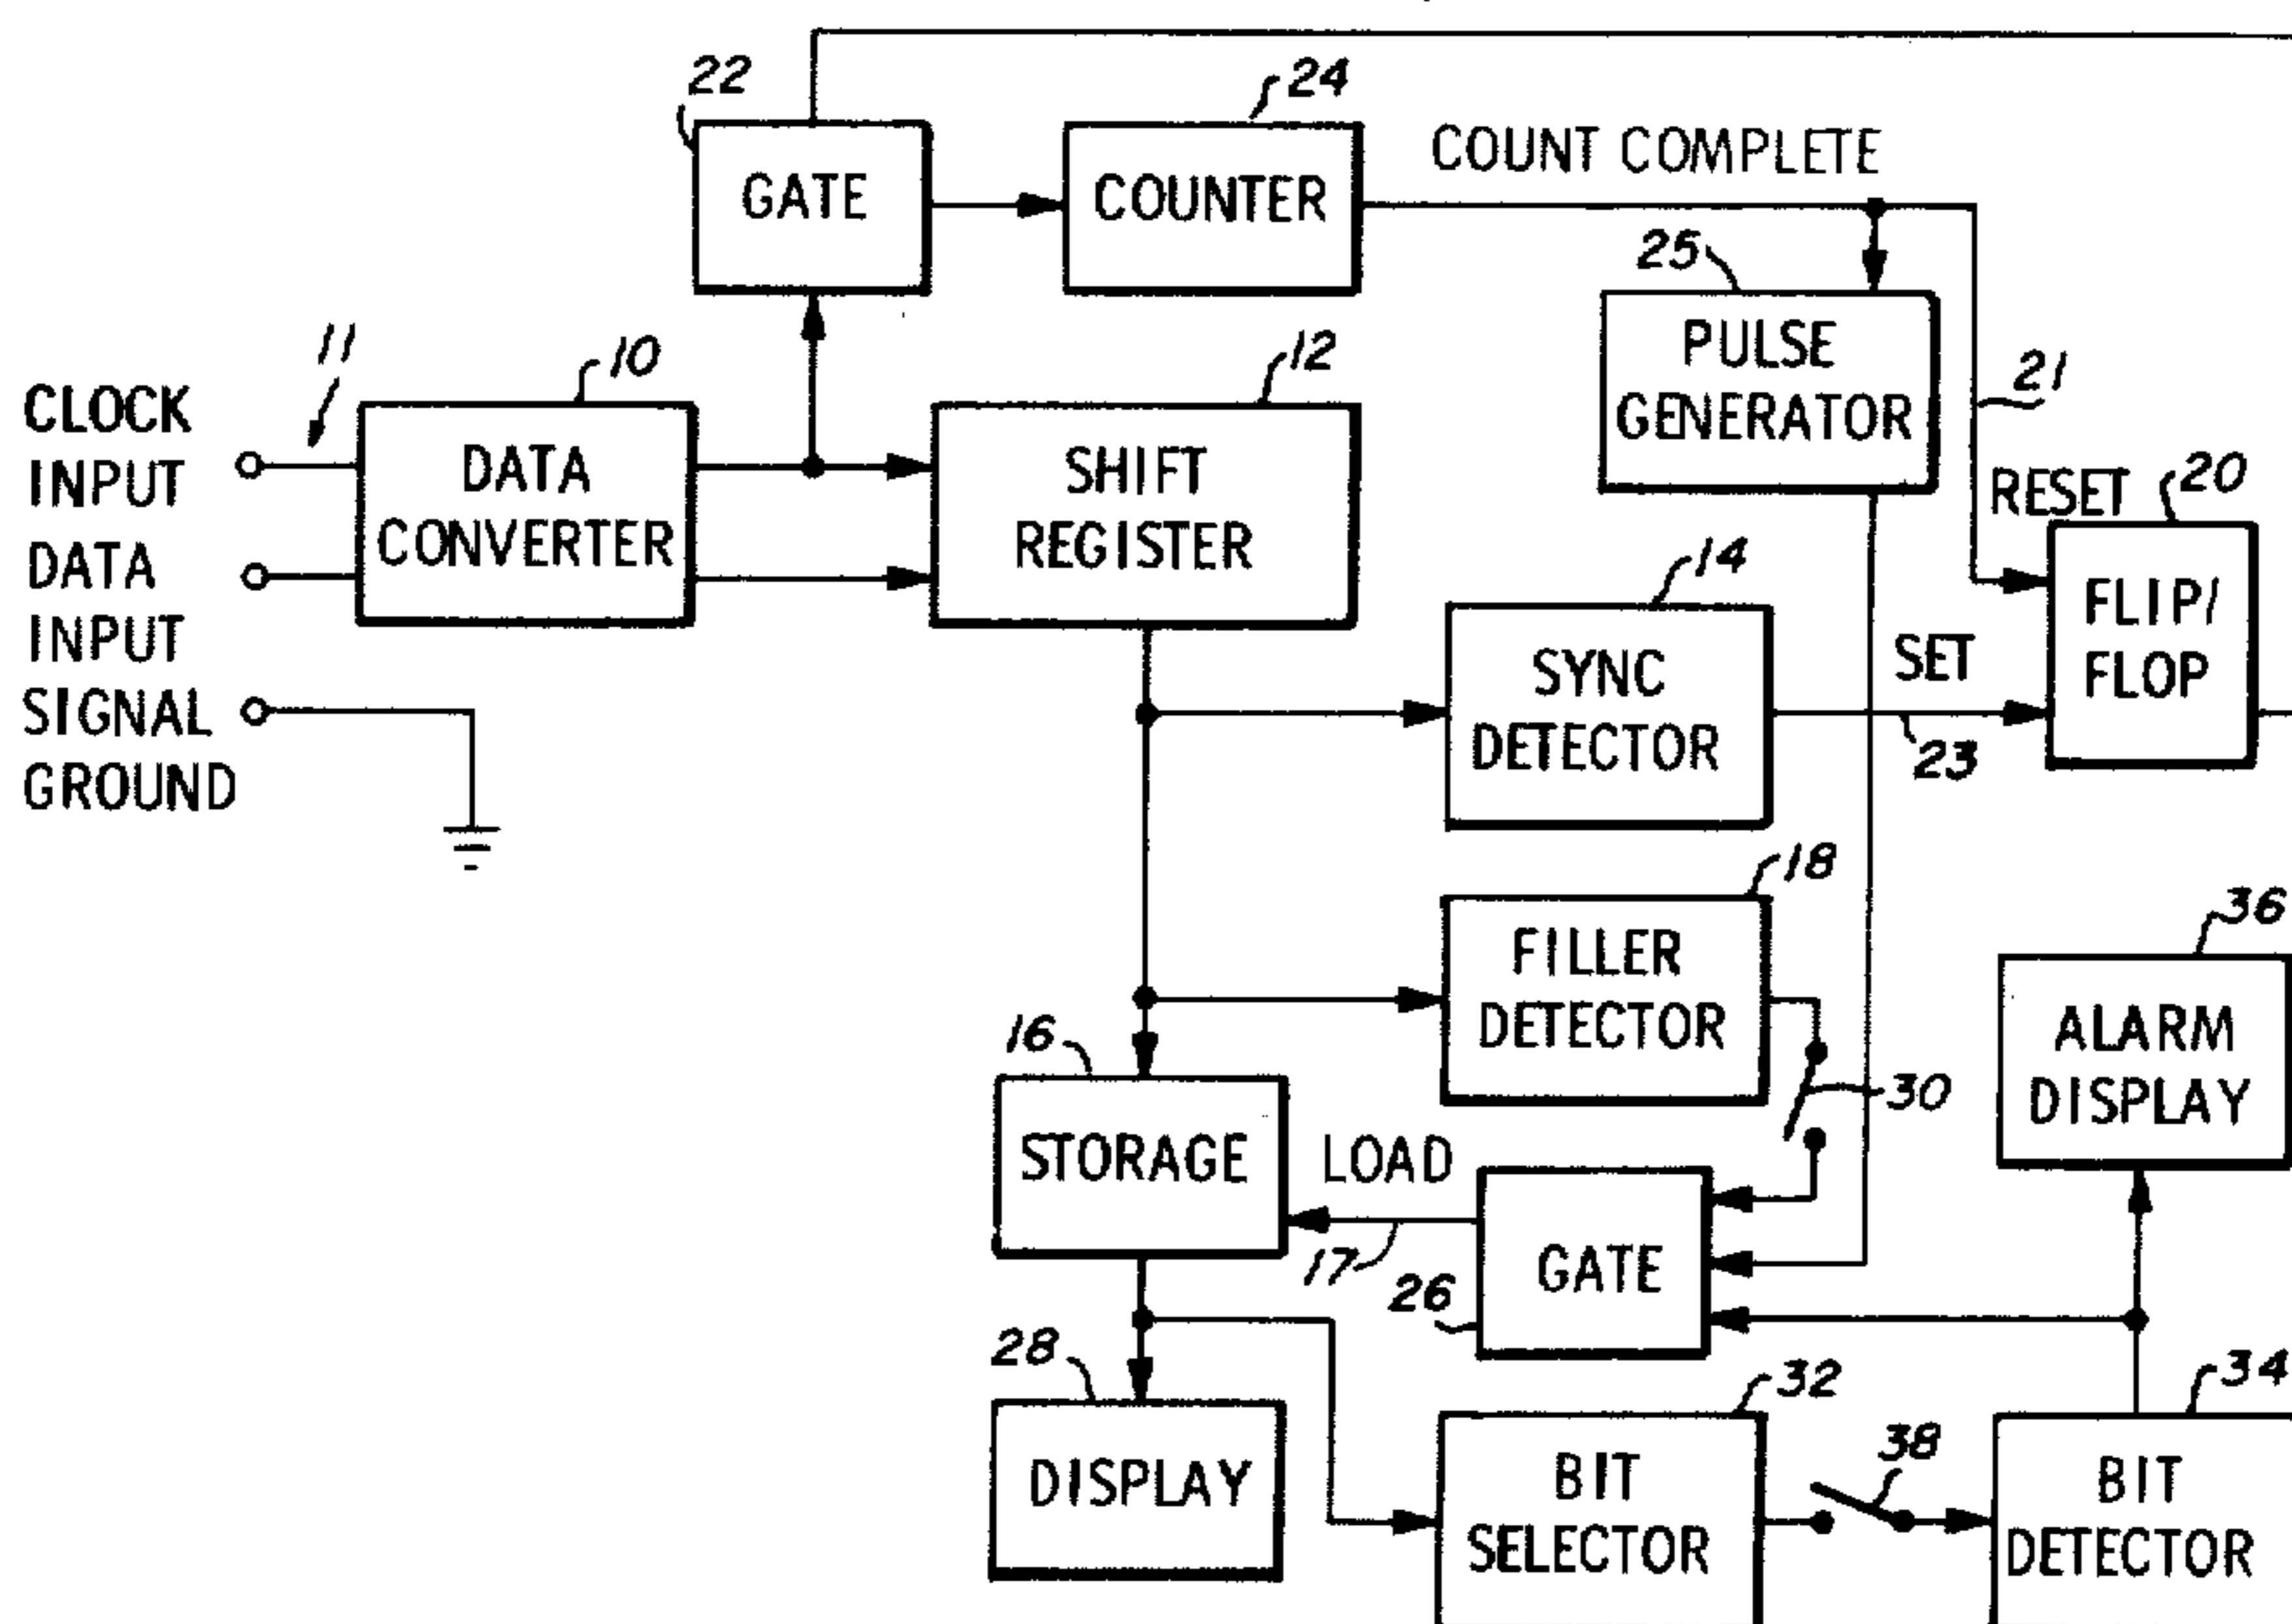 22
24
GATE
COUNTER
COUNT COMPLETE
25
PULSE
GENERATOR
21
11
10
12
CLOCK
INPUT
DATA
INPUT
SIGNAL
GROUND
DATA
CONVERTER
SHIFT
REGISTER
RESET
20
FLIP/
FLOP
14
SYNC
DETECTOR
SET
23
18
FILLER
DETECTOR
30
36
ALARM
DISPLAY
16
STORAGE
LOAD
17
26
GATE
28
DISPLAY
32
BIT
SELECTOR
38
34
BIT
DETECTOR